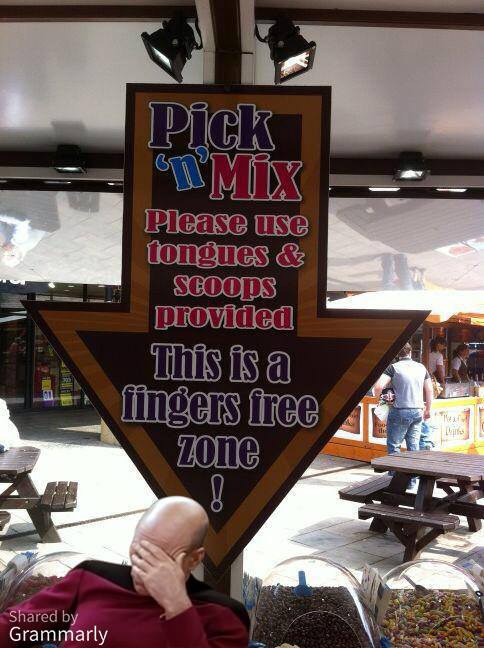 Pick
'n' Mix
Please use
tongues &
scoops
provided
This is a
fingers free
zone
!
Shared by
Grammarly